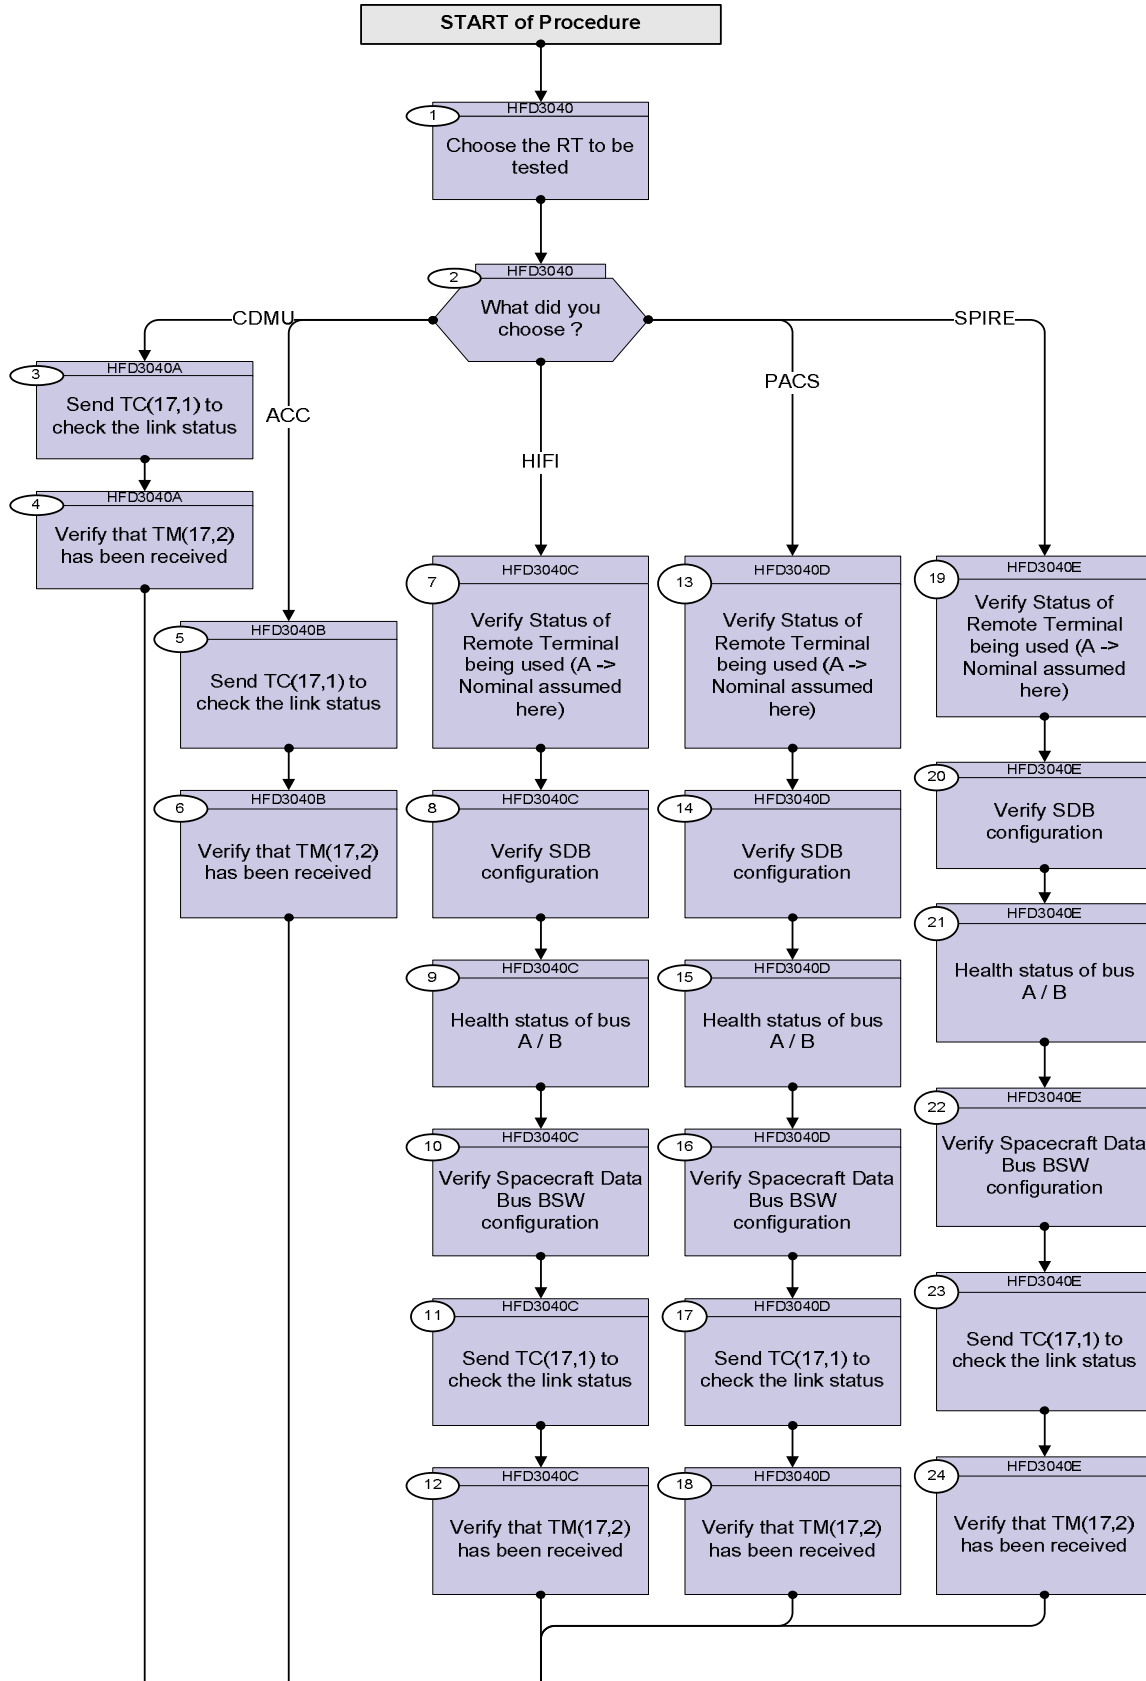 START of Procedure
HFD3040
1
Choose the RT to be
tested
HFD3040
2
What did you
choose ?
CDMU
ACC
HIFI
PACS
SPIRE
HFD3040A
3
Send TC(17,1) to
check the link status
HFD3040A
4
Verify that TM(17,2)
has been received
HFD3040B
5
Send TC(17,1) to
check the link status
HFD3040B
6
Verify that TM(17,2)
has been received
HFD3040C
7
Verify Status of
Remote Terminal
being used (A ->
Nominal assumed
here)
HFD3040C
8
Verify SDB
configuration
HFD3040C
9
Health status of bus
A / B
HFD3040C
10
Verify Spacecraft Data
Bus BSW
configuration
HFD3040C
11
Send TC(17,1) to
check the link status
HFD3040C
12
Verify that TM(17,2)
has been received
HFD3040D
13
Verify Status of
Remote Terminal
being used (A ->
Nominal assumed
here)
HFD3040D
14
Verify SDB
configuration
HFD3040D
15
Health status of bus
A / B
HFD3040D
16
Verify Spacecraft Data
Bus BSW
configuration
HFD3040D
17
Send TC(17,1) to
check the link status
HFD3040D
18
Verify that TM(17,2)
has been received
HFD3040E
19
Verify Status of
Remote Terminal
being used (A ->
Nominal assumed
here)
HFD3040E
20
Verify SDB
configuration
HFD3040E
21
Health status of bus
A / B
HFD3040E
22
Verify Spacecraft Data
Bus BSW
configuration
HFD3040E
23
Send TC(17,1) to
check the link status
HFD3040E
24
Verify that TM(17,2)
has been received